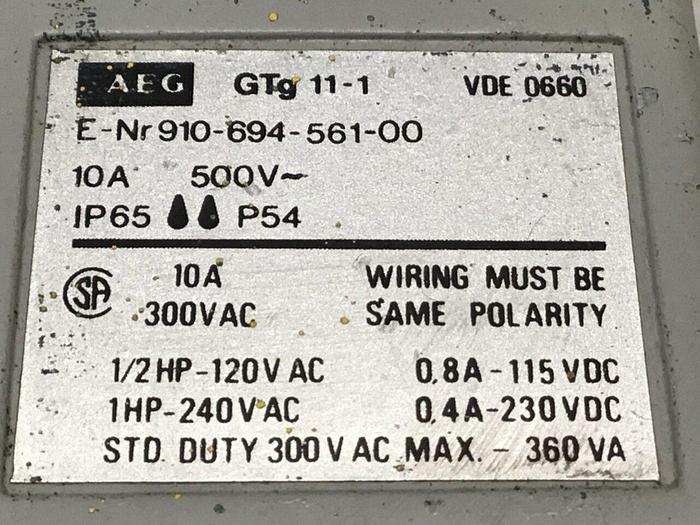 AEG GTg 11-1 VDE 0660
E-Nr 910-694-561-00
10A 500V~
IP65 P54
SA 10A WIRING MUST BE
300VAC SAME POLARITY
1/2HP-120V AC 0.8A-115VDC
1HP-240V AC 0.4A-230VDC
STD. DUTY 300V AC MAX. - 360 VA